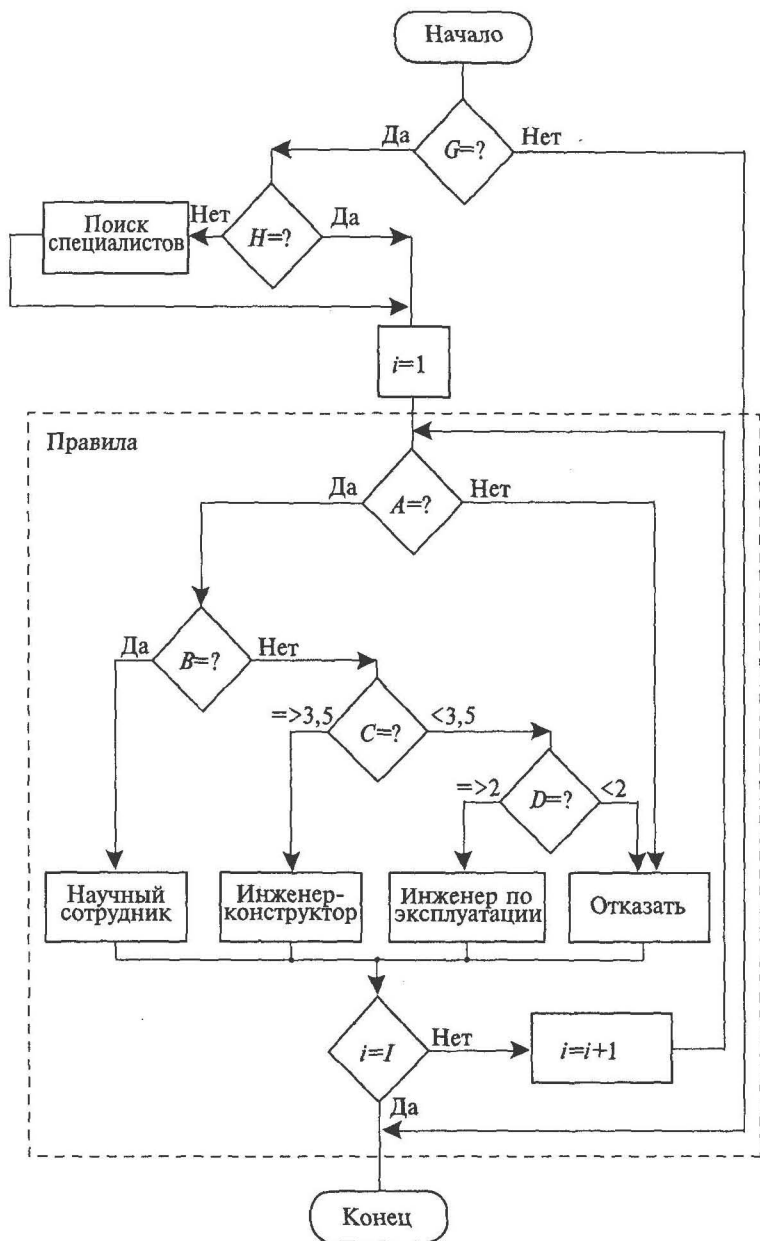 Начало
Да
G=?
Нет
Поиск
специалистов
Нет
H=?
Да
i=1
Правила
Да
A=?
Нет
Да
B=?
Нет
=>3,5
C=?
<3,5
=>2
D=?
<2
Научный
сотрудник
Инженер-
конструктор
Инженер по
эксплуатации
Отказать
i=I
Нет
i=i+1
Да
Конец